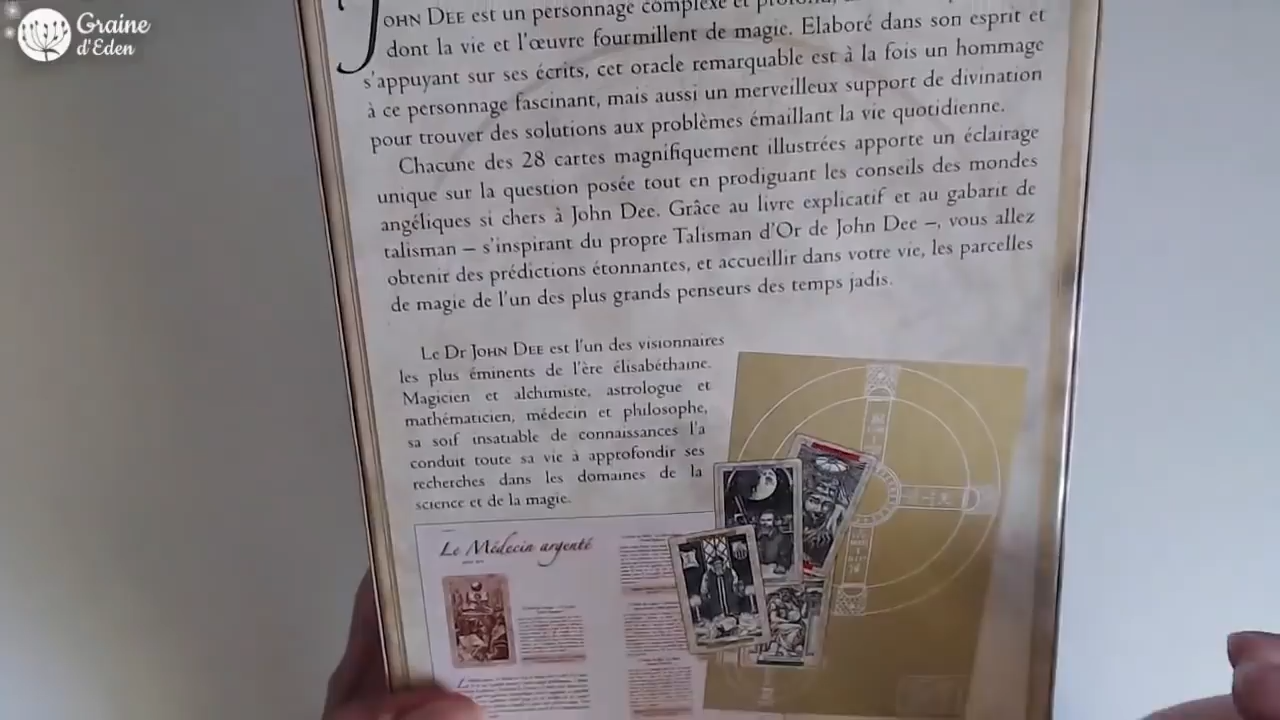 Graine
d'Eden
JOHN DEE est un personnage complexe et
dont la vie et l'œuvre fourmillent de magie. Elaboré dans son esprit et
s'appuyant sur ses écrits, cet oracle remarquable est à la fois un hommage
à ce personnage fascinant, mais aussi un merveilleux support de divination
pour trouver des solutions aux problèmes émaillant la vie quotidienne.
Chacune des 28 cartes magnifiquement illustrées apporte un éclairage
unique sur la question posée tout en prodiguant les conseils des mondes
angéliques si chers à John Dee. Grâce au livre explicatif et au gabarit de
talisman – s'inspirant du propre Talisman d'Or de John Dee –, vous allez
obtenir des prédictions étonnantes, et accueillir dans votre vie, les parcelles
de magie de l'un des plus grands penseurs des temps jadis.
Le Dr JOHN DEE est l'un des visionnaires
les plus éminents de l'ère élisabéthaine.
Magicien et alchimiste, astrologue et
mathématicien, médecin et philosophe,
sa soif insatiable de connaissances l'a
conduit toute sa vie à approfondir ses
recherches dans les domaines de la
science et de la magie.
Le Médecin argenté